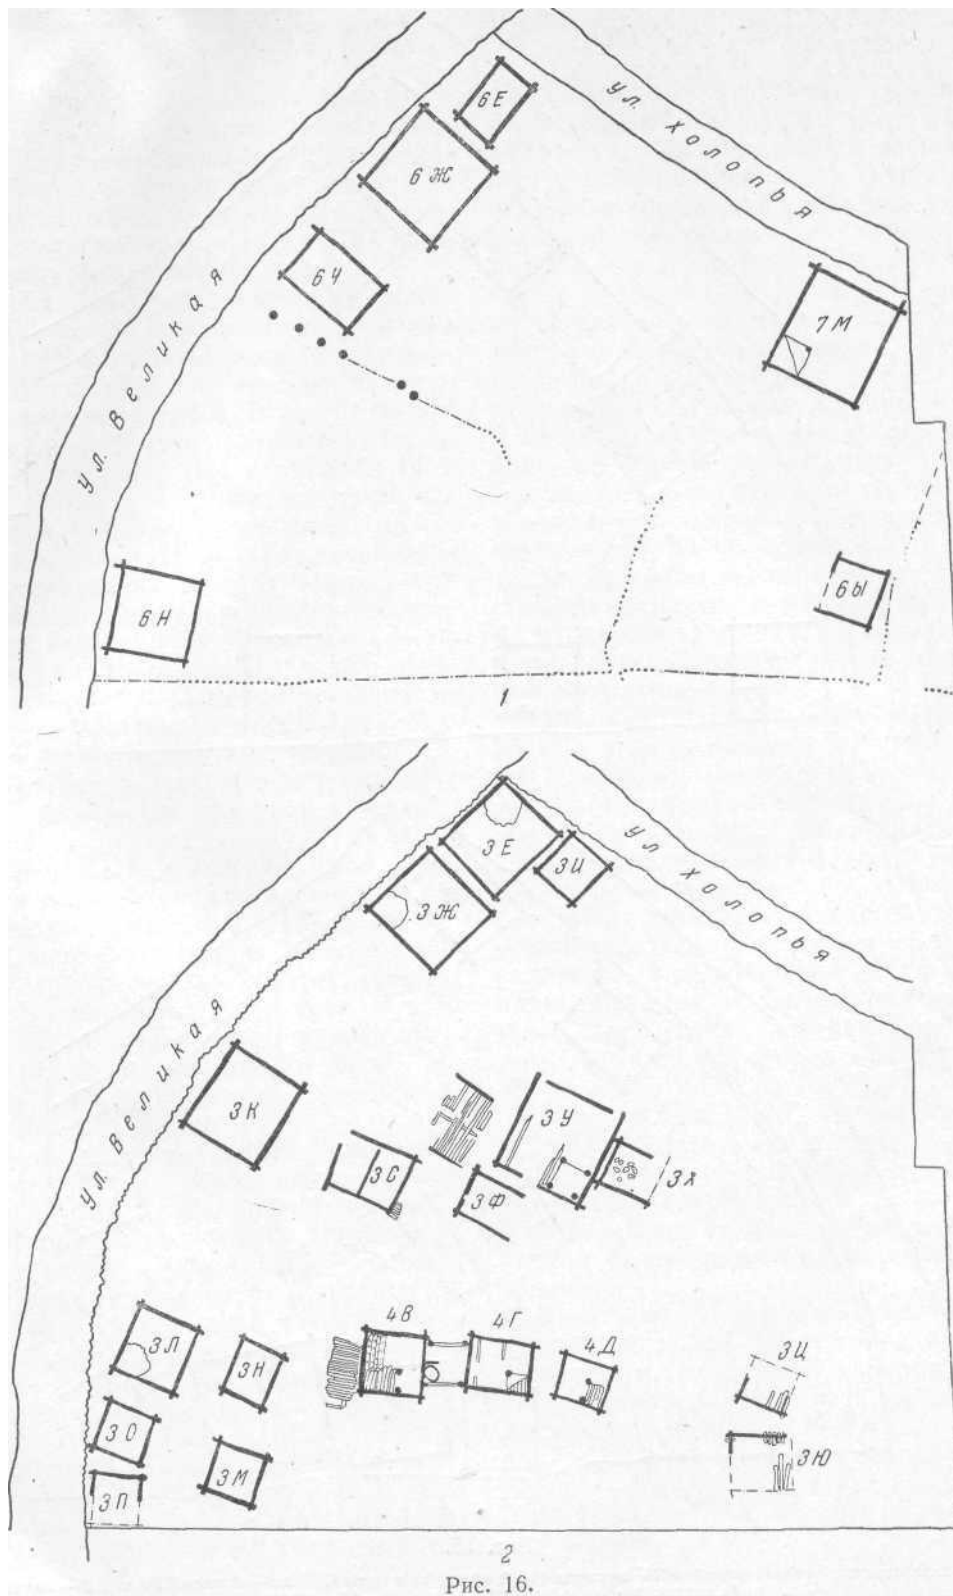 ул. Холопья
6Е
6Ж
6Ч
7М
ул. Великая
6Ы
6Н
1
ул Холопья
3Е
3И
3Ж
ул. Великая
3К
3У
3С
3Х
3Ф
4В
4Г
4Д
3Л
3Н
3Ц
3О
3М
3Ю
3П
2
Рис. 16.